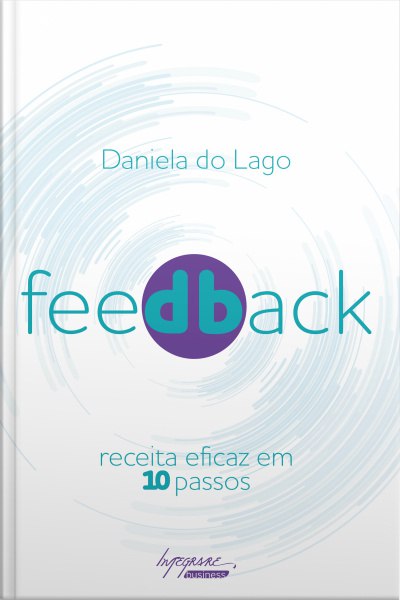 Daniela do Lago
feedback
receita eficaz em
10 passos
INTEGRARE
business